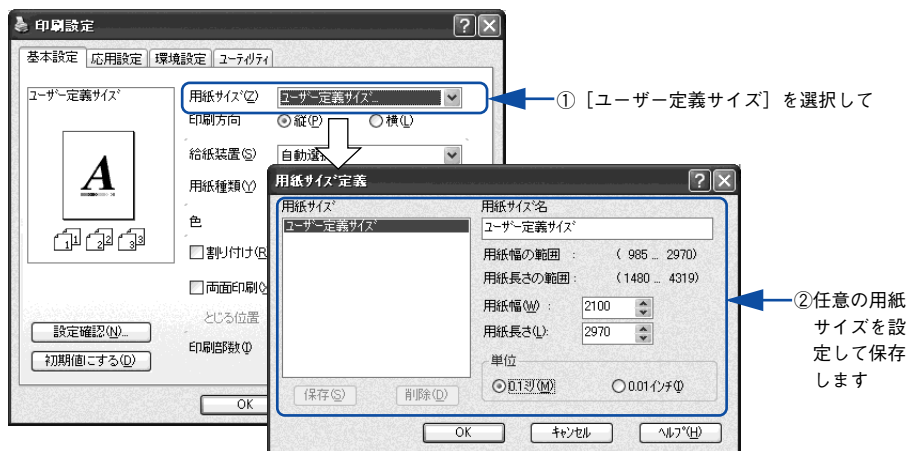 印刷設定
基本設定 応用設定 環境設定 ユーティリティ
ユーザー定義サイズ
A
1 1 2 2 3 3
設定確認(N)...
初期値にする(D)
用紙サイズ(Z) ユーザー定義サイズ...
印刷方向 縦(P) 横(L)
給紙装置(S) 自動選択
用紙種類(Y)
色
割り付け(R
両面印刷
とじる位置
印刷部数(I)
OK
①［ユーザー定義サイズ］を選択して
用紙サイズ定義
用紙サイズ
ユーザー定義サイズ
保存(S) 削除(D)
用紙サイズ名
ユーザー定義サイズ
用紙幅の範囲 : ( 985 ... 2970)
用紙長さの範囲 : (1480 ... 4319)
用紙幅(W) : 2100
用紙長さ(L): 2970
単位
0.1ミリ(M) 0.01インチ(I)
OK キャンセル ヘルプ(H)
②任意の用紙
サイズを設
定して保存
します